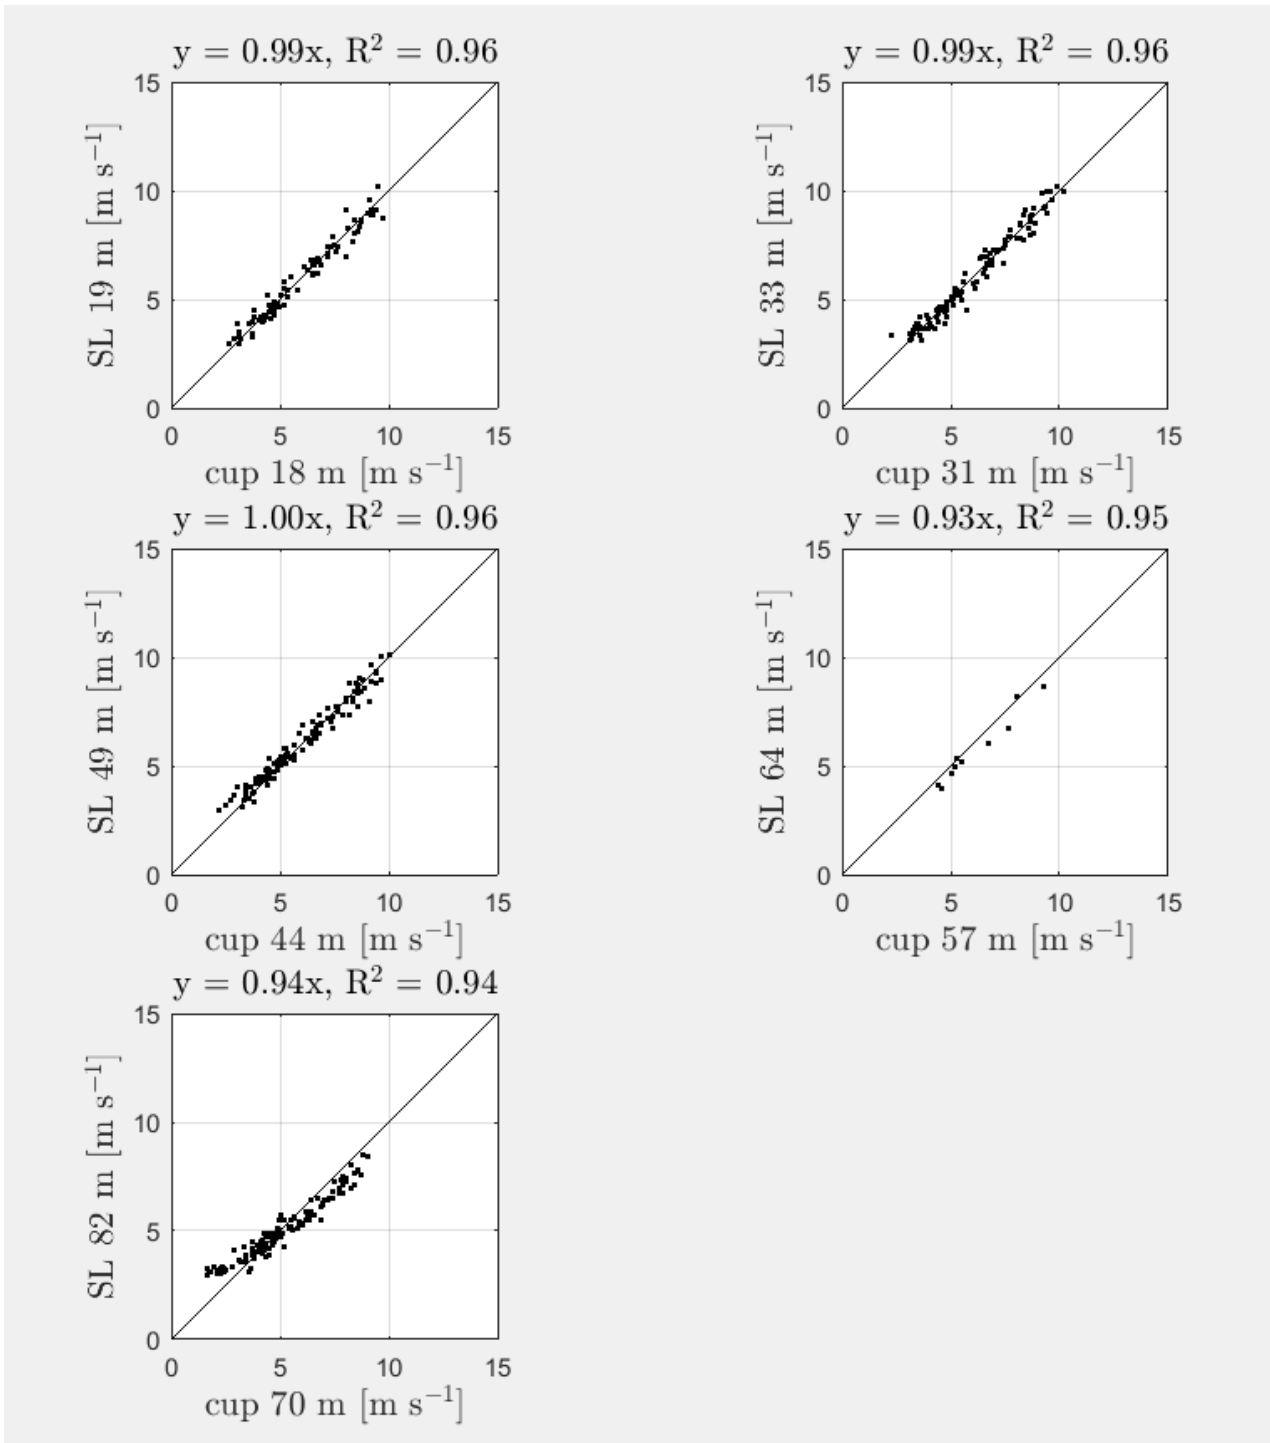 y = 0.99x, R² = 0.96
15
10
5
0
SL 19 m [m s⁻¹]
0 5 10 15
cup 18 m [m s⁻¹]
y = 0.99x, R² = 0.96
15
10
5
0
SL 33 m [m s⁻¹]
0 5 10 15
cup 31 m [m s⁻¹]
y = 1.00x, R² = 0.96
15
10
5
0
SL 49 m [m s⁻¹]
0 5 10 15
cup 44 m [m s⁻¹]
y = 0.93x, R² = 0.95
15
10
5
0
SL 64 m [m s⁻¹]
0 5 10 15
cup 57 m [m s⁻¹]
y = 0.94x, R² = 0.94
15
10
5
0
SL 82 m [m s⁻¹]
0 5 10 15
cup 70 m [m s⁻¹]